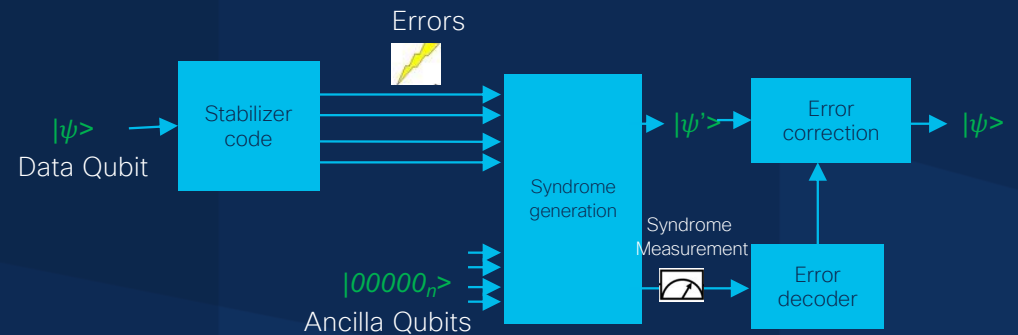 Errors
Stabilizer
code
|𝜓>
Data Qubit
Syndrome
generation
|𝜓'>
Error
correction
|𝜓>
Syndrome
Measurement
|00000ₙ>
Ancilla Qubits
Error
decoder